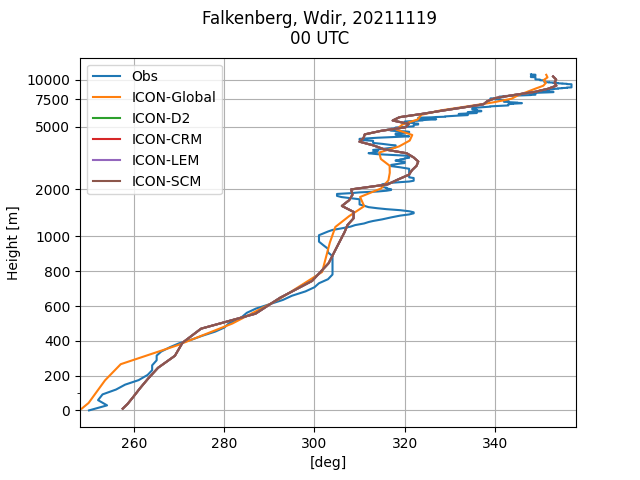 Falkenberg, Wdir, 20211119
00 UTC
Obs
ICON-Global
ICON-D2
ICON-CRM
ICON-LEM
ICON-SCM
Height [m]
10000
7500
5000
2000
1000
800
600
400
200
0
260
280
300
320
340
[deg]